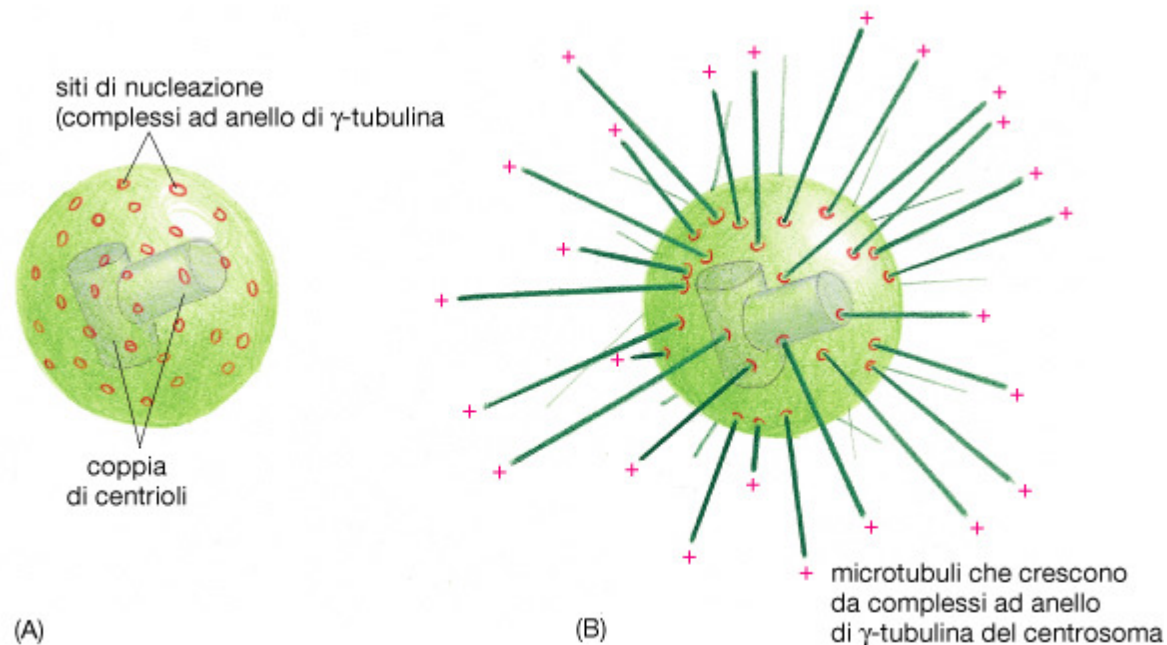 siti di nucleazione
(complessi ad anello di γ-tubulina
coppia
di centrioli
(A)
(B)
microtubuli che crescono
da complessi ad anello
di γ-tubulina del centrosoma